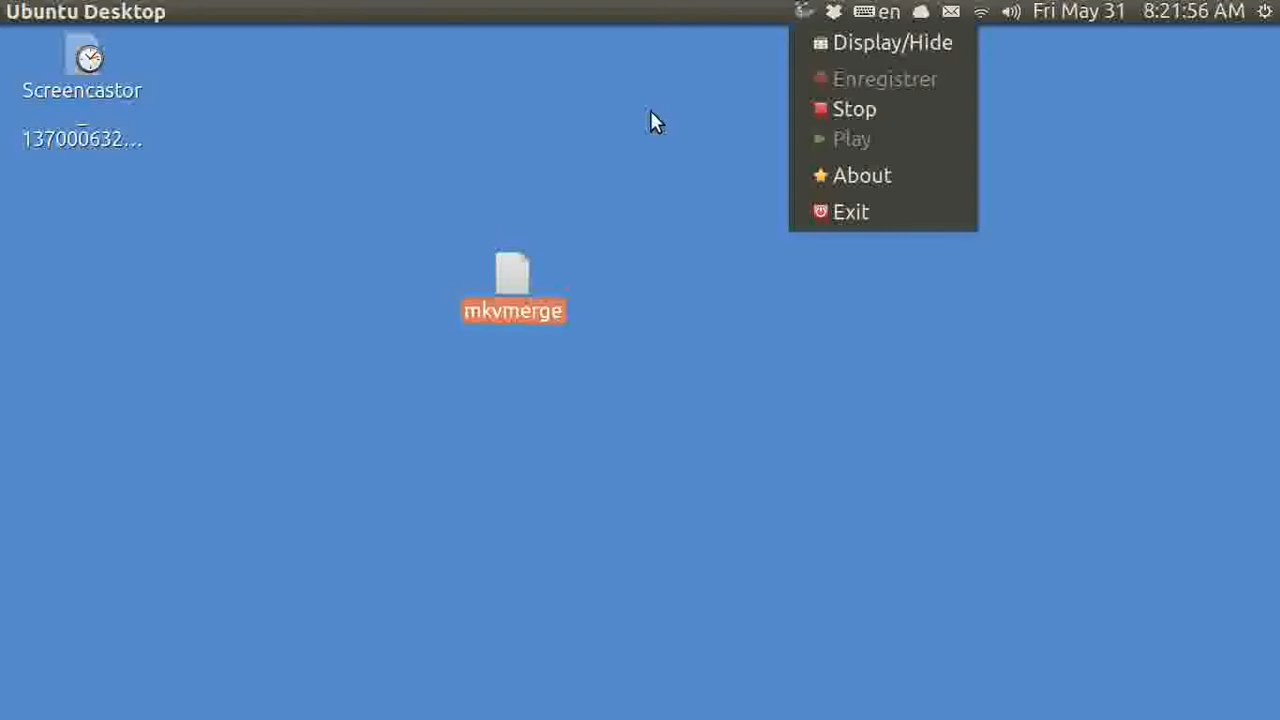 Ubuntu Desktop
en
Fri May 31 8:21:56 AM
Display/Hide
Enregistrer
Stop
Play
About
Exit
Screencastor
_
137000632...
mkvmerge